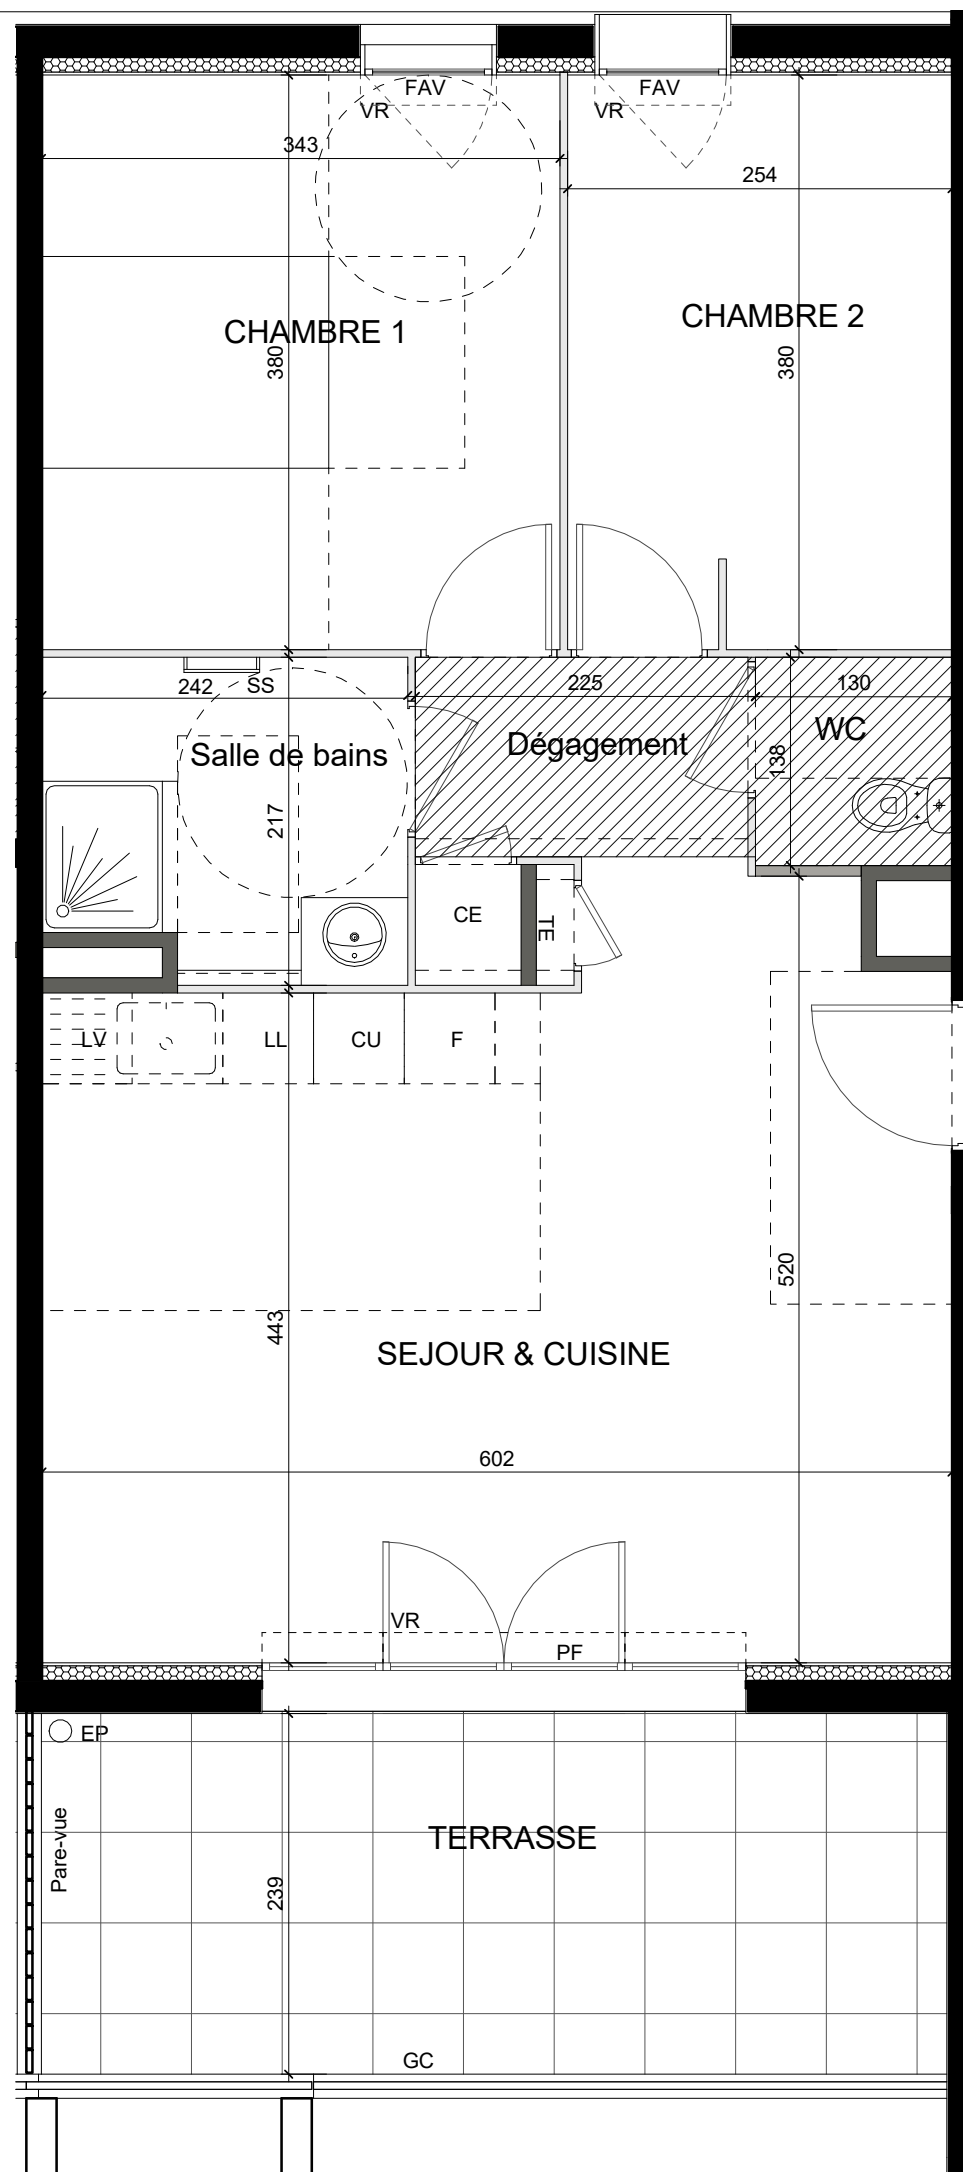 FAV
FAV
VR
VR
343
254
CHAMBRE 1
CHAMBRE 2
380
380
242
SS
225
130
Salle de bains
Dégagement
WC
138
217
CE
TE
LV
LL
CU
F
520
443
SEJOUR & CUISINE
602
VR
PF
EP
Pare-vue
TERRASSE
239
GC